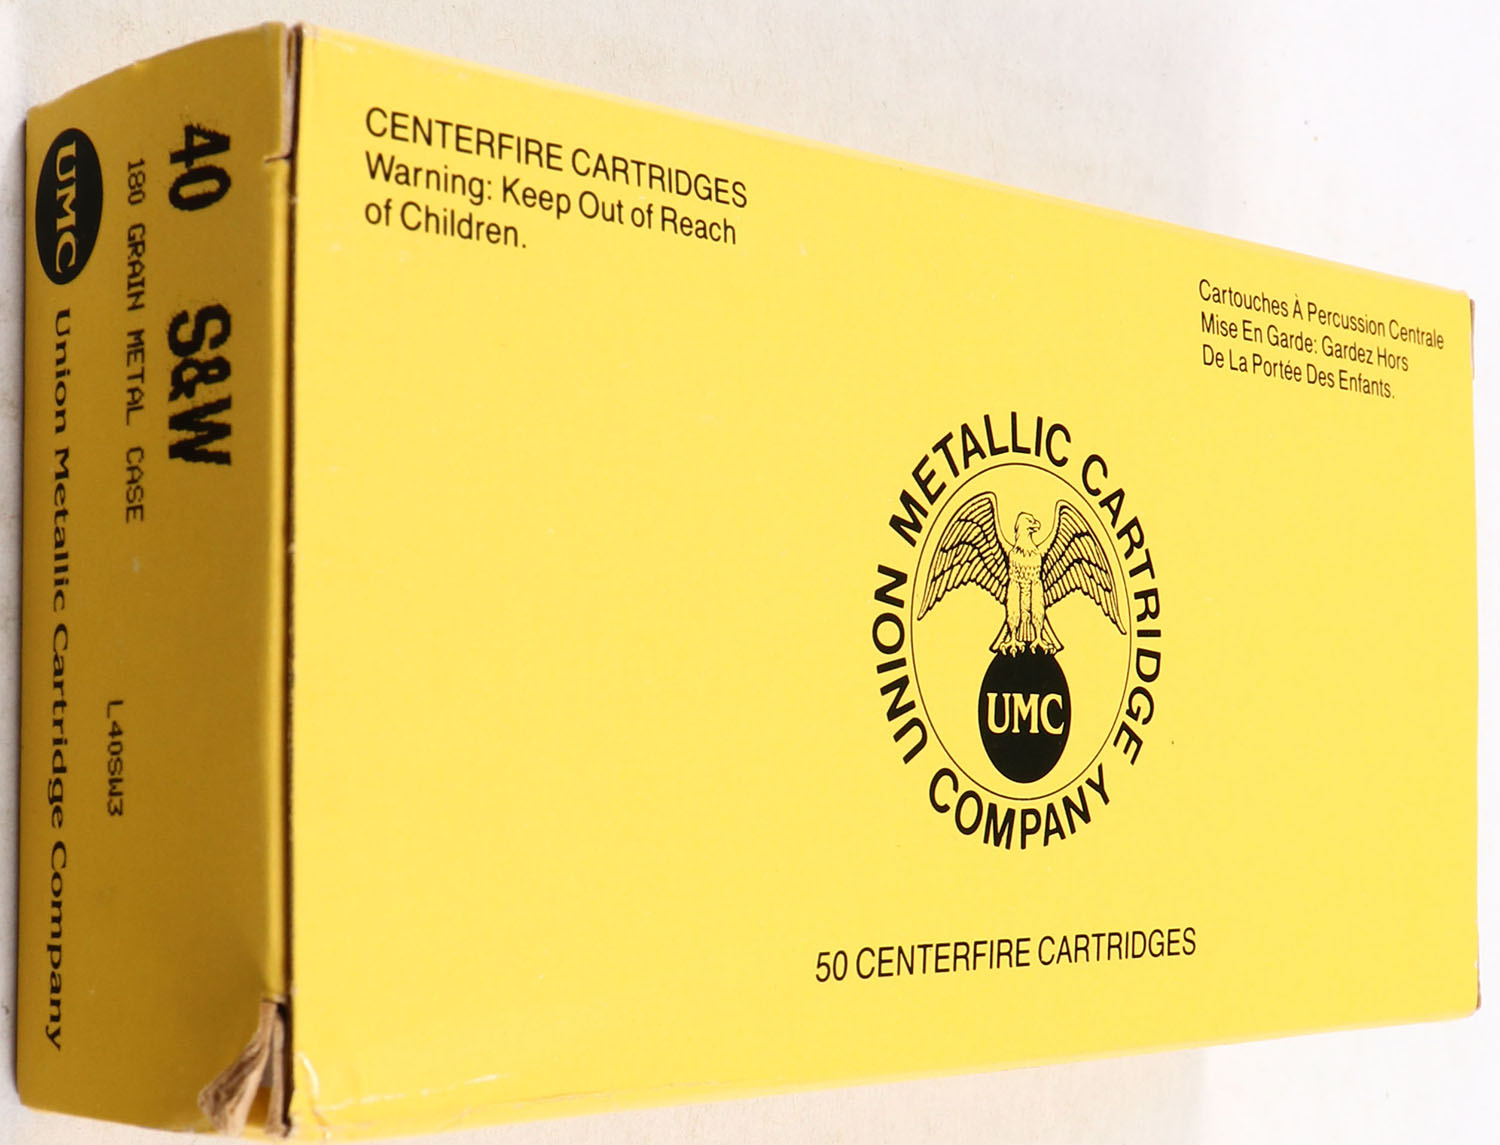 40 S&W
180 GRAIN METAL CASE
L40SW3
UMC Union Metallic Cartridge Company
CENTERFIRE CARTRIDGES
Warning: Keep Out of Reach
of Children.
Cartouches À Percussion Centrale
Mise En Garde: Gardez Hors
De La Portée Des Enfants.
UNION METALLIC CARTRIDGE COMPANY
UMC
50 CENTERFIRE CARTRIDGES